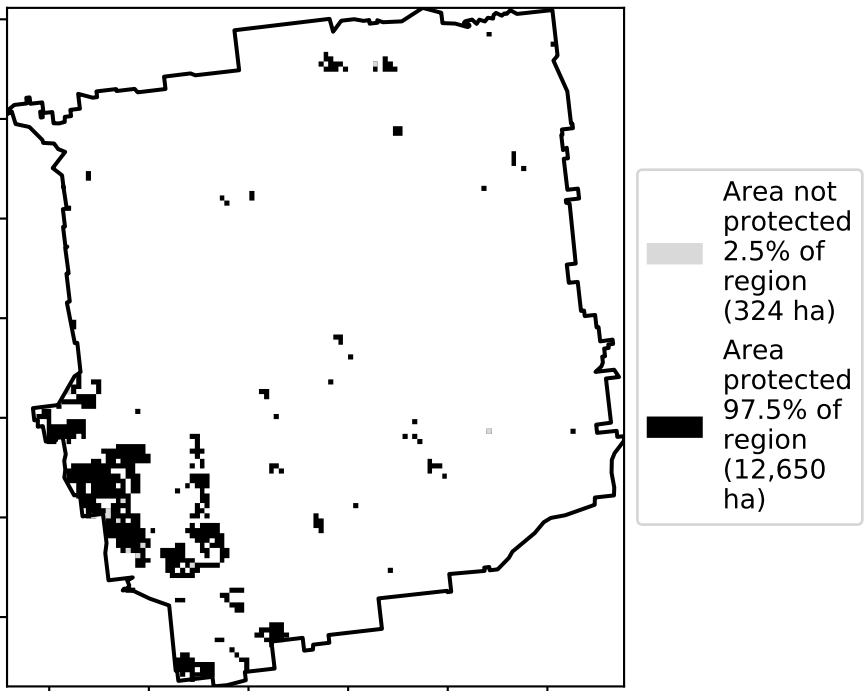 Area not
protected
2.5% of
region
(324 ha)
Area
protected
97.5% of
region
(12,650
ha)